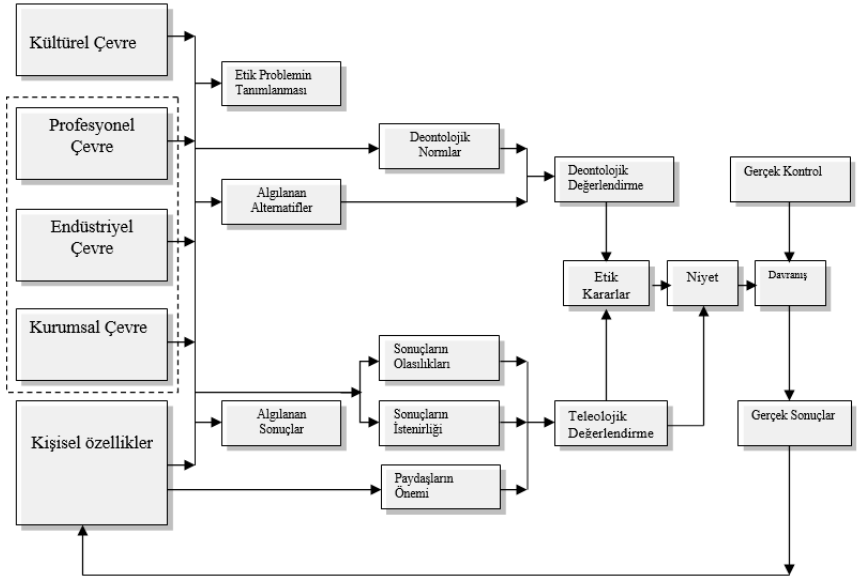 Kültürel Çevre
Etik Problemin
Tanımlanması
Profesyonel
Çevre
Deontolojik
Normlar
Deontolojik
Değerlendirme
Gerçek Kontrol
Algılanan
Alternatifler
Endüstriyel
Çevre
Etik
Kararlar
Niyet
Davranış
Kurumsal Çevre
Sonuçların
Olasılıkları
Kişisel özellikler
Algılanan
Sonuçlar
Sonuçların
İstenirliği
Teleolojik
Değerlendirme
Gerçek Sonuçlar
Paydaşların
Önemi